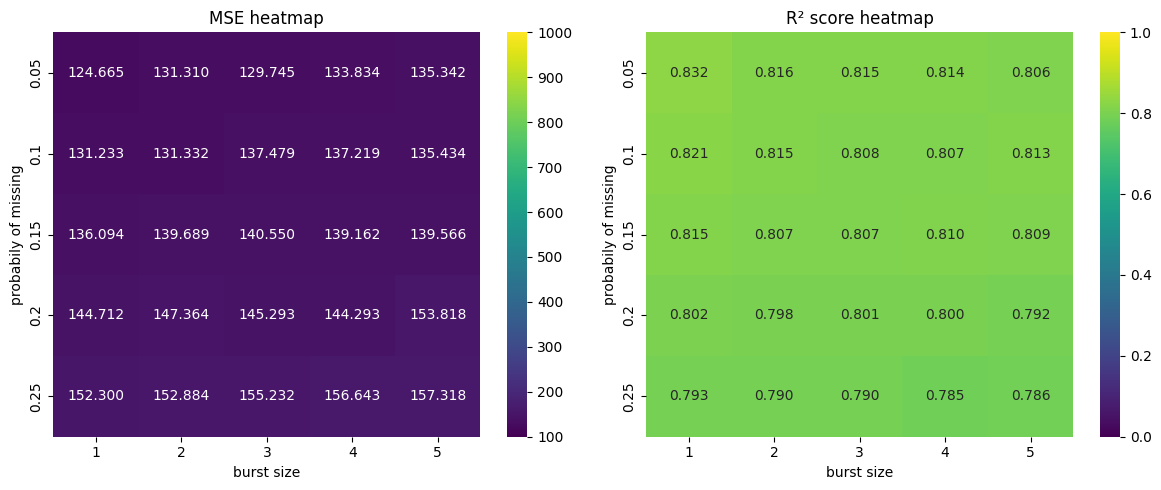 MSE heatmap
probabily of missing
0.05
124.665 131.310 129.745 133.834 135.342
0.1
131.233 131.332 137.479 137.219 135.434
0.15
136.094 139.689 140.550 139.162 139.566
0.2
144.712 147.364 145.293 144.293 153.818
0.25
152.300 152.884 155.232 156.643 157.318
1 2 3 4 5
burst size
1000
900
800
700
600
500
400
300
200
100
R² score heatmap
probabily of missing
0.05
0.832 0.816 0.815 0.814 0.806
0.1
0.821 0.815 0.808 0.807 0.813
0.15
0.815 0.807 0.807 0.810 0.809
0.2
0.802 0.798 0.801 0.800 0.792
0.25
0.793 0.790 0.790 0.785 0.786
1 2 3 4 5
burst size
1.0
0.8
0.6
0.4
0.2
0.0